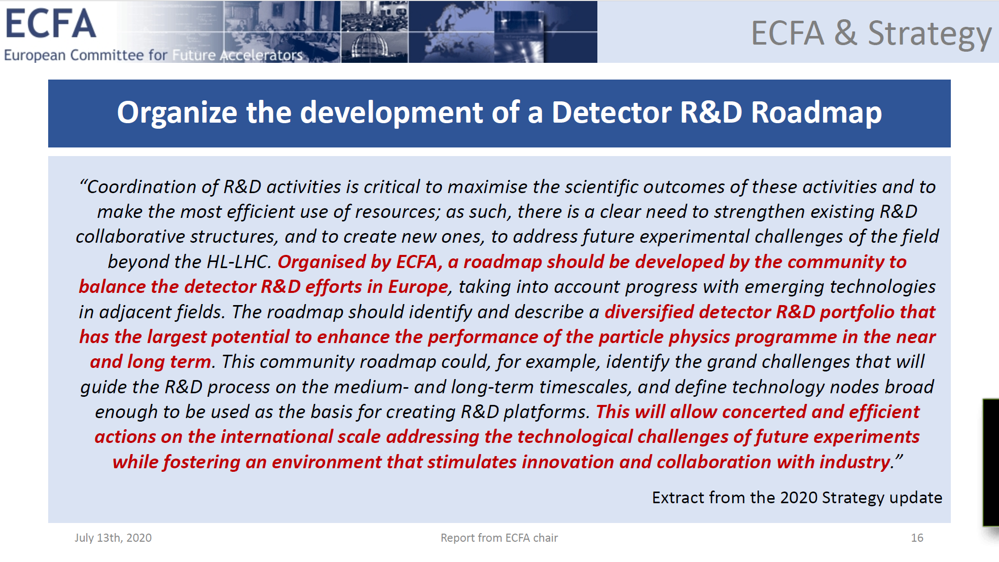 ECFA
European Committee for Future Accelerators
ECFA & Strategy
Organize the development of a Detector R&D Roadmap
“Coordination of R&D activities is critical to maximise the scientific outcomes of these activities and to
make the most efficient use of resources; as such, there is a clear need to strengthen existing R&D
collaborative structures, and to create new ones, to address future experimental challenges of the field
beyond the HL-LHC. Organised by ECFA, a roadmap should be developed by the community to
balance the detector R&D efforts in Europe, taking into account progress with emerging technologies
in adjacent fields. The roadmap should identify and describe a diversified detector R&D portfolio that
has the largest potential to enhance the performance of the particle physics programme in the near
and long term. This community roadmap could, for example, identify the grand challenges that will
guide the R&D process on the medium- and long-term timescales, and define technology nodes broad
enough to be used as the basis for creating R&D platforms. This will allow concerted and efficient
actions on the international scale addressing the technological challenges of future experiments
while fostering an environment that stimulates innovation and collaboration with industry.”
Extract from the 2020 Strategy update
July 13th, 2020
Report from ECFA chair
16